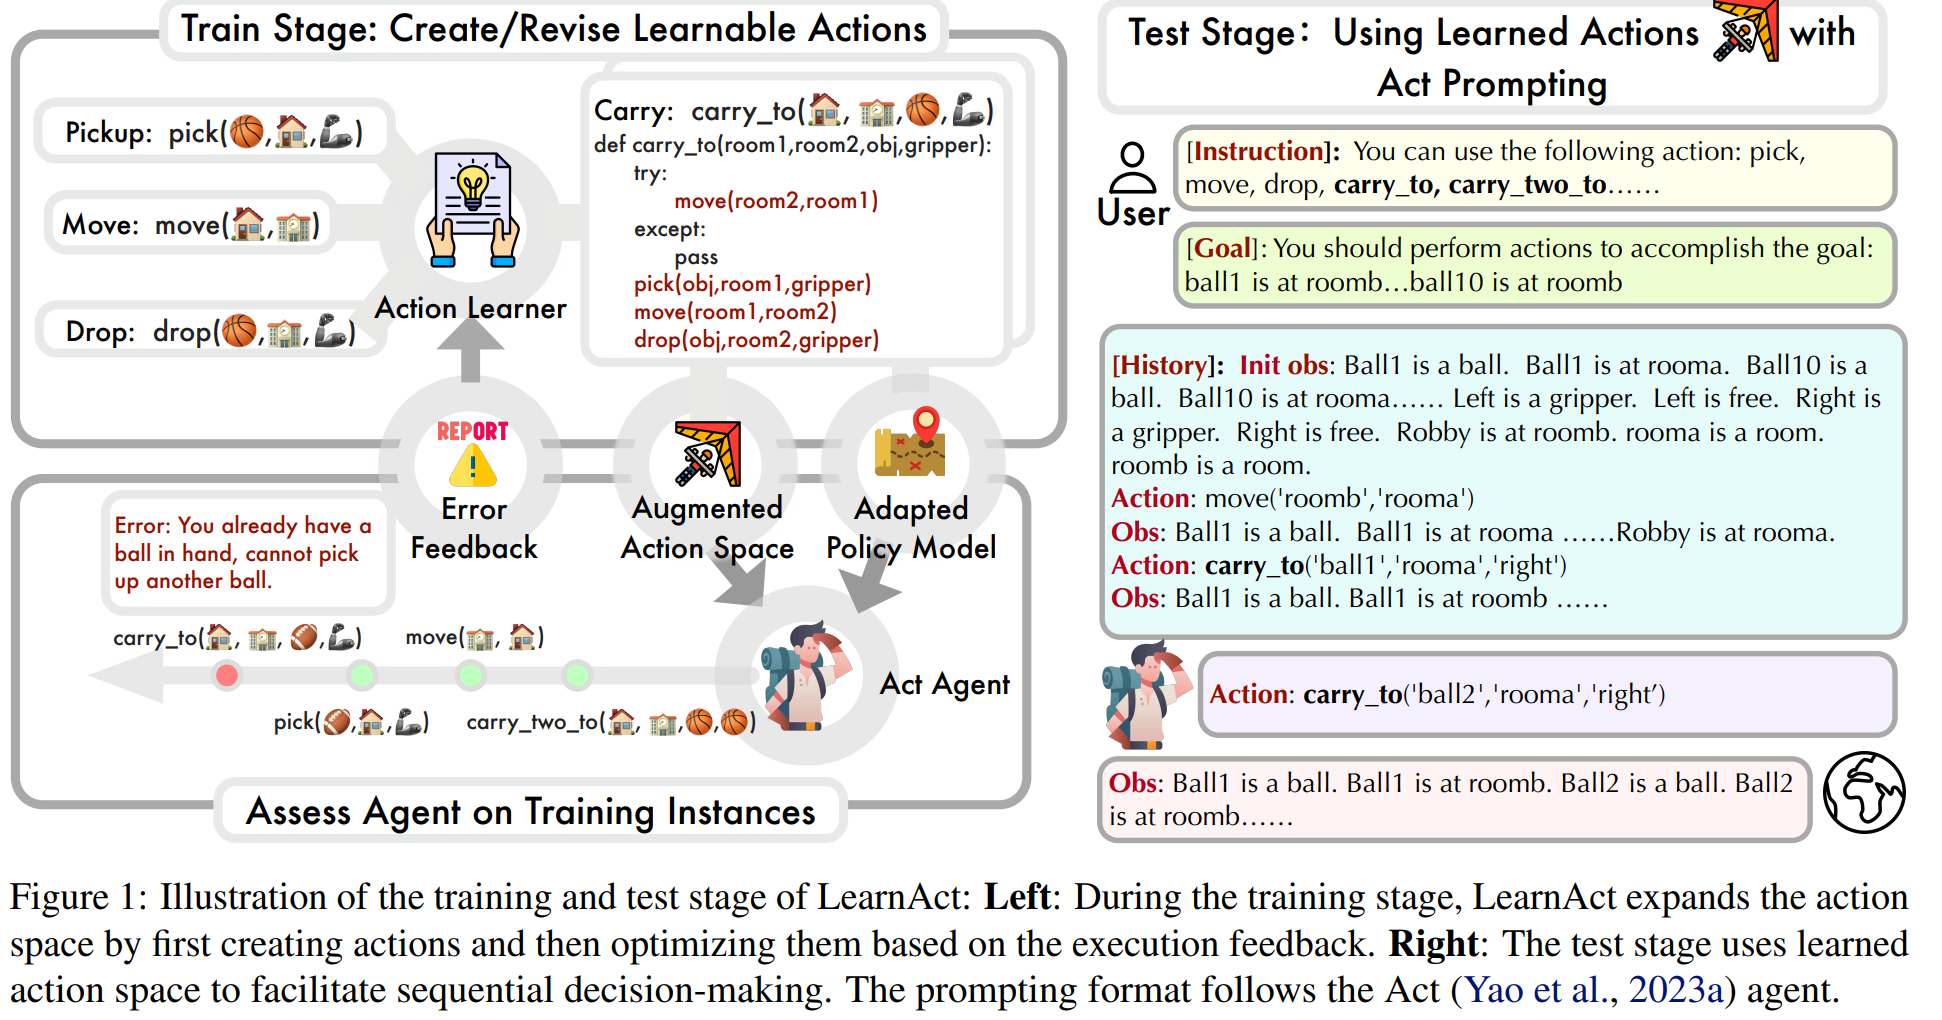 Train Stage: Create/Revise Learnable Actions
Pickup: pick( , , )
Move: move( , )
Drop: drop( , , )
Action Learner
Carry: carry_to( , , , )
def carry_to(room1,room2,obj,gripper):
try:
move(room2,room1)
except:
pass
pick(obj,room1,gripper)
move(room1,room2)
drop(obj,room2,gripper)
REPORT
Error
Feedback
Augmented
Action Space
Adapted
Policy Model
Error: You already have a
ball in hand, cannot pick
up another ball.
carry_to( , , , )
move( , )
pick( , , )
carry_two_to( , , , )
Act Agent
Assess Agent on Training Instances
Test Stage: Using Learned Actions with
Act Prompting
User
[Instruction]: You can use the following action: pick,
move, drop, carry_to, carry_two_to......
[Goal]: You should perform actions to accomplish the goal:
ball1 is at roomb...ball10 is at roomb
[History]: Init obs: Ball1 is a ball. Ball1 is at rooma. Ball10 is a
ball. Ball10 is at rooma...... Left is a gripper. Left is free. Right is
a gripper. Right is free. Robby is at roomb. rooma is a room.
roomb is a room.
Action: move('roomb','rooma')
Obs: Ball1 is a ball. Ball1 is at rooma ......Robby is at rooma.
Action: carry_to('ball1','rooma','right')
Obs: Ball1 is a ball. Ball1 is at roomb ......
Action: carry_to('ball2','rooma','right’)
Obs: Ball1 is a ball. Ball1 is at roomb. Ball2 is a ball. Ball2
is at roomb......
Figure 1: Illustration of the training and test stage of LearnAct: Left: During the training stage, LearnAct expands the action
space by first creating actions and then optimizing them based on the execution feedback. Right: The test stage uses learned
action space to facilitate sequential decision-making. The prompting format follows the Act (Yao et al., 2023a) agent.